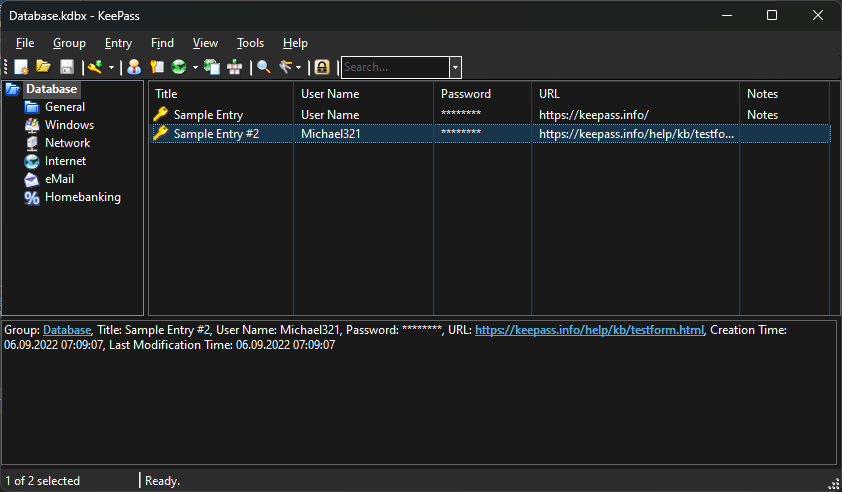 Database.kdbx - KeePass
File Group Entry Find View Tools Help
Search...
Database
General
Windows
Network
Internet
eMail
Homebanking
Title User Name Password URL Notes
Sample Entry User Name ******** https://keepass.info/ Notes
Sample Entry #2 Michael321 ******** https://keepass.info/help/kb/testfo...
Group: Database, Title: Sample Entry #2, User Name: Michael321, Password: ********, URL: https://keepass.info/help/kb/testform.html, Creation Time:
06.09.2022 07:09:07, Last Modification Time: 06.09.2022 07:09:07
1 of 2 selected Ready.